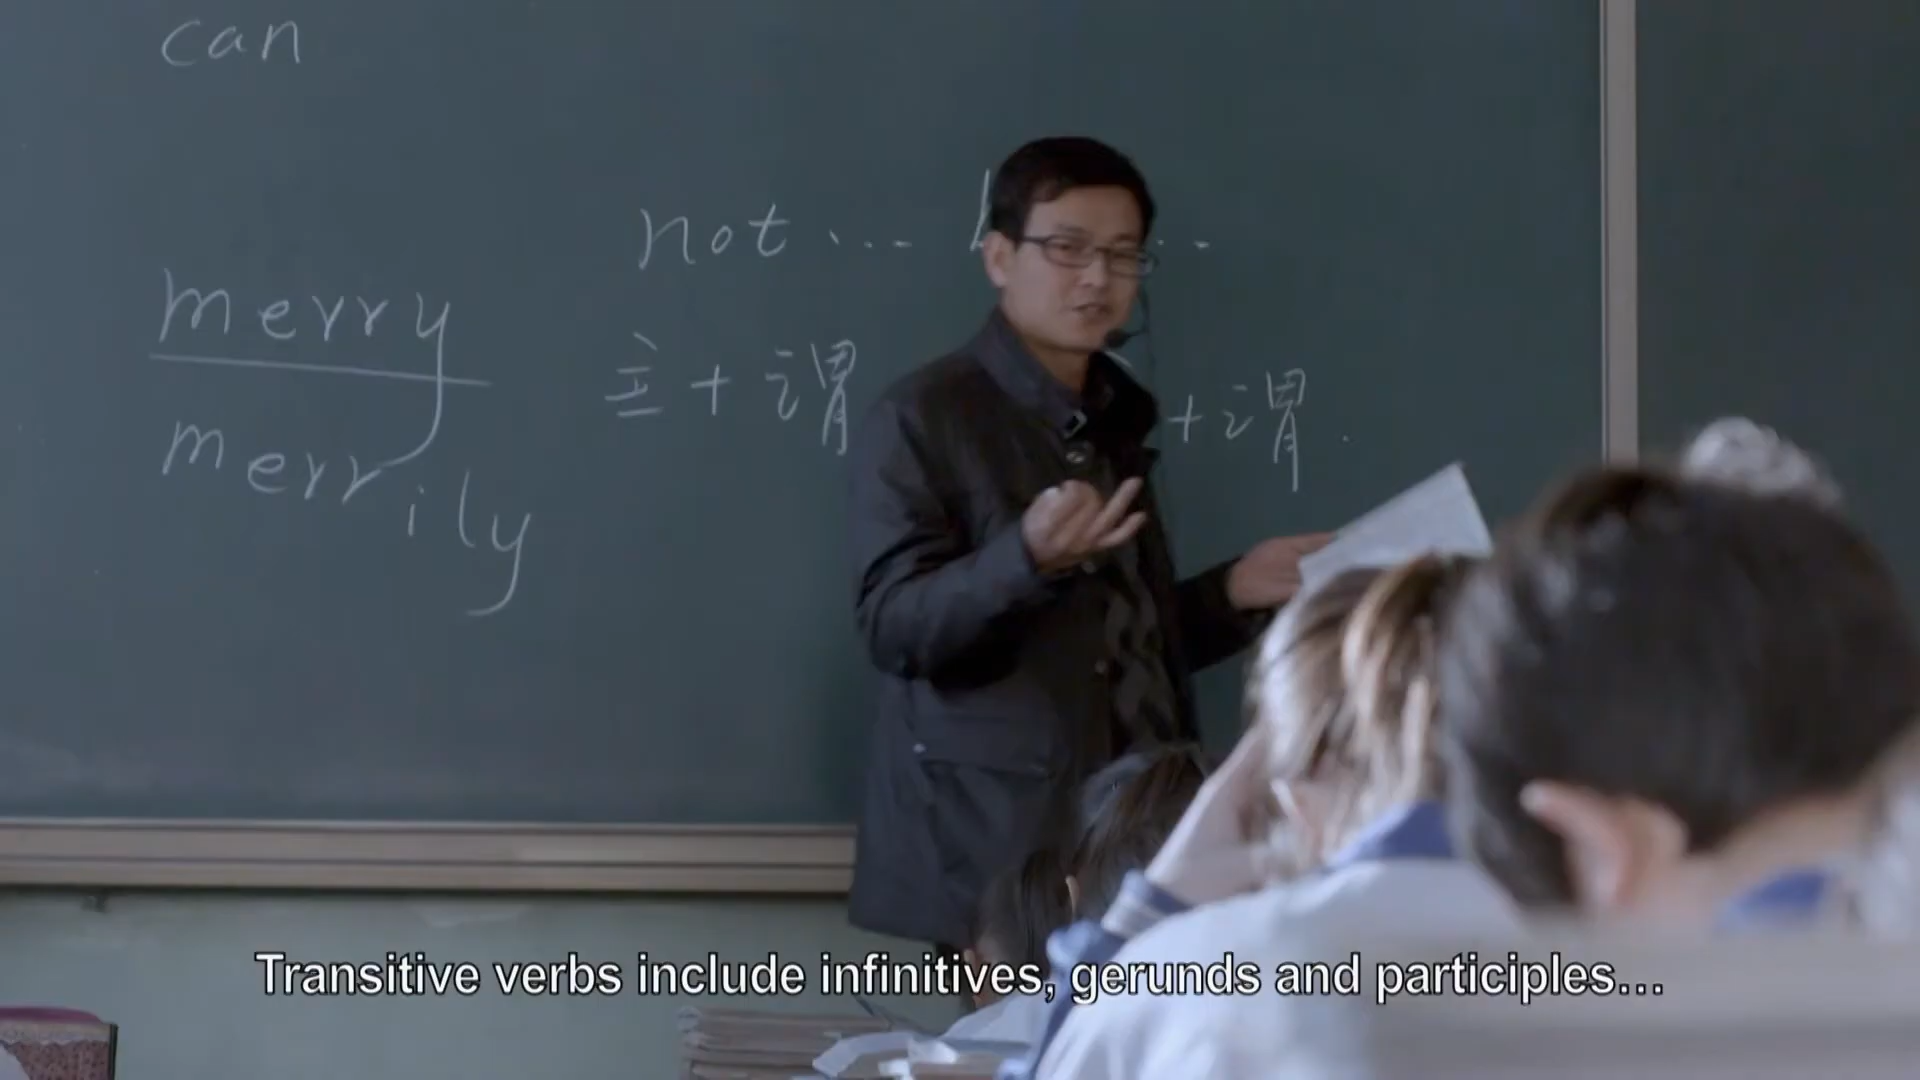 can
not ... ...
merry
主+谓 +谓.
merrily
Transitive verbs include infinitives, gerunds and participles...